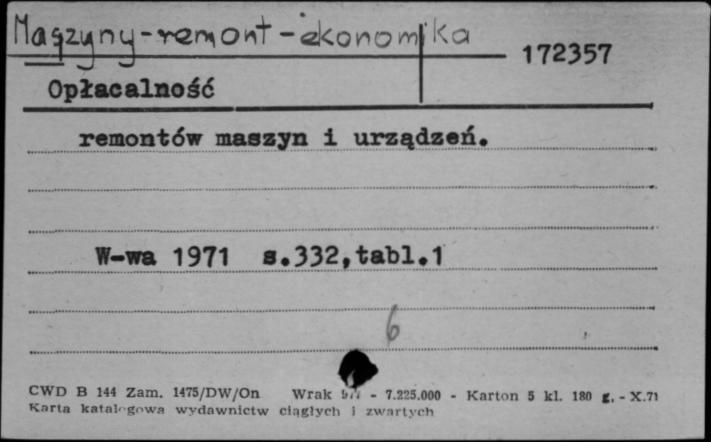 Maszyny-remont-ekonomika
172357
Opłacalność
remontów maszyn i urządzeń.
W-wa 1971 s.332,tabl.1
6
CWD B 144 Zam. 1475/DW/On Wrak - 7.225.000 - Karton 5 kl. 180 g. - X.71
Karta katalogowa wydawnictw ciągłych i zwartych